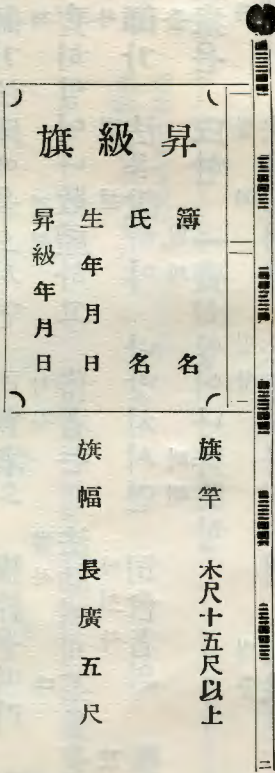 昇級旗
簿名
氏名
生年月日
昇級年月日
旗竿　木尺十五尺以上
旗幅　長廣五尺
二